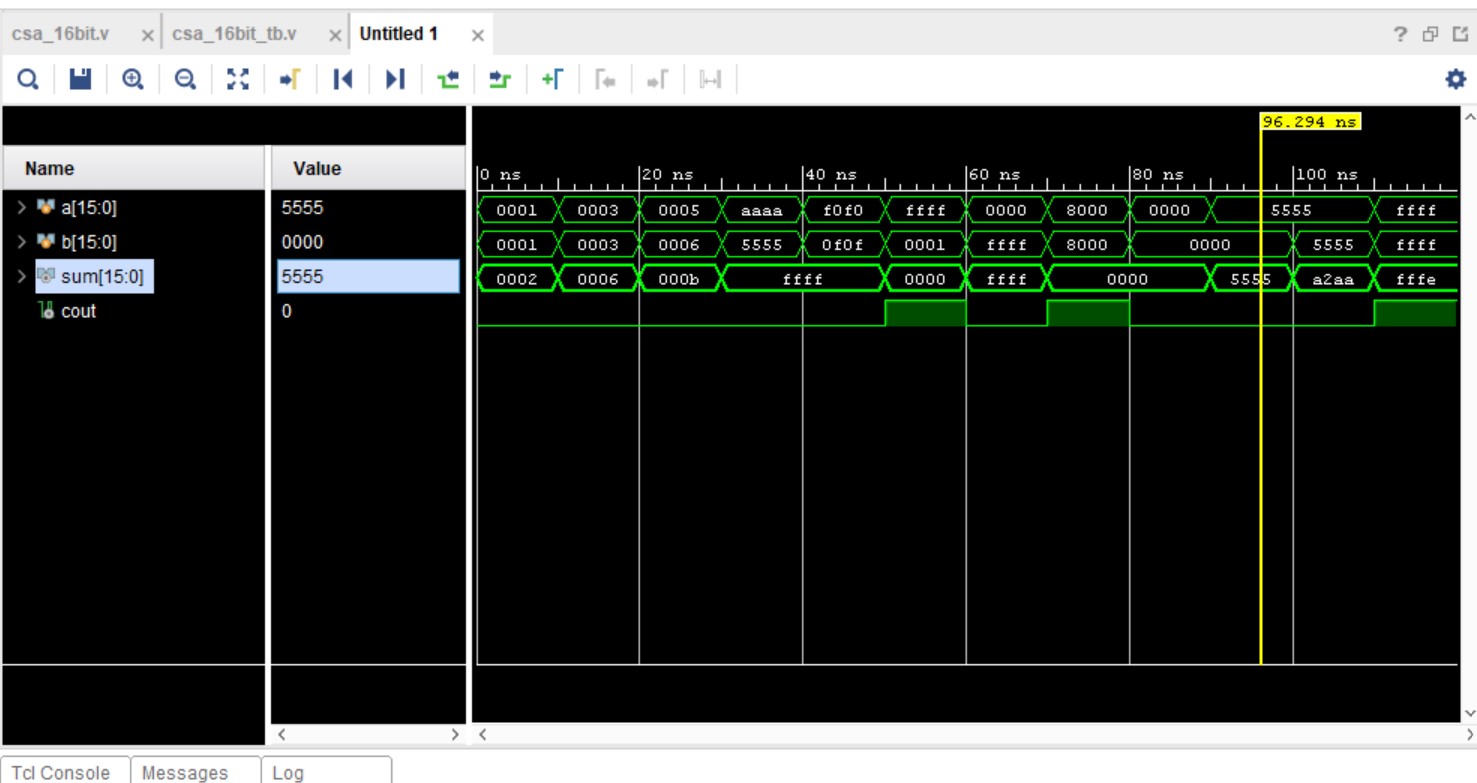 csa_16bit.v × csa_16bit_tb.v × Untitled 1 × ?
96.294 ns
Name Value 0 ns 20 ns 40 ns 60 ns 80 ns 100 ns
> a[15:0] 5555 0001 0003 0005 aaaa f0f0 ffff 0000 8000 0000 5555 ffff
> b[15:0] 0000 0001 0003 0006 5555 0f0f 0001 ffff 8000 0000 5555 ffff
> sum[15:0] 5555 0002 0006 000b ffff 0000 ffff 0000 5555 a2aa fffe
cout 0
Tcl Console Messages Log